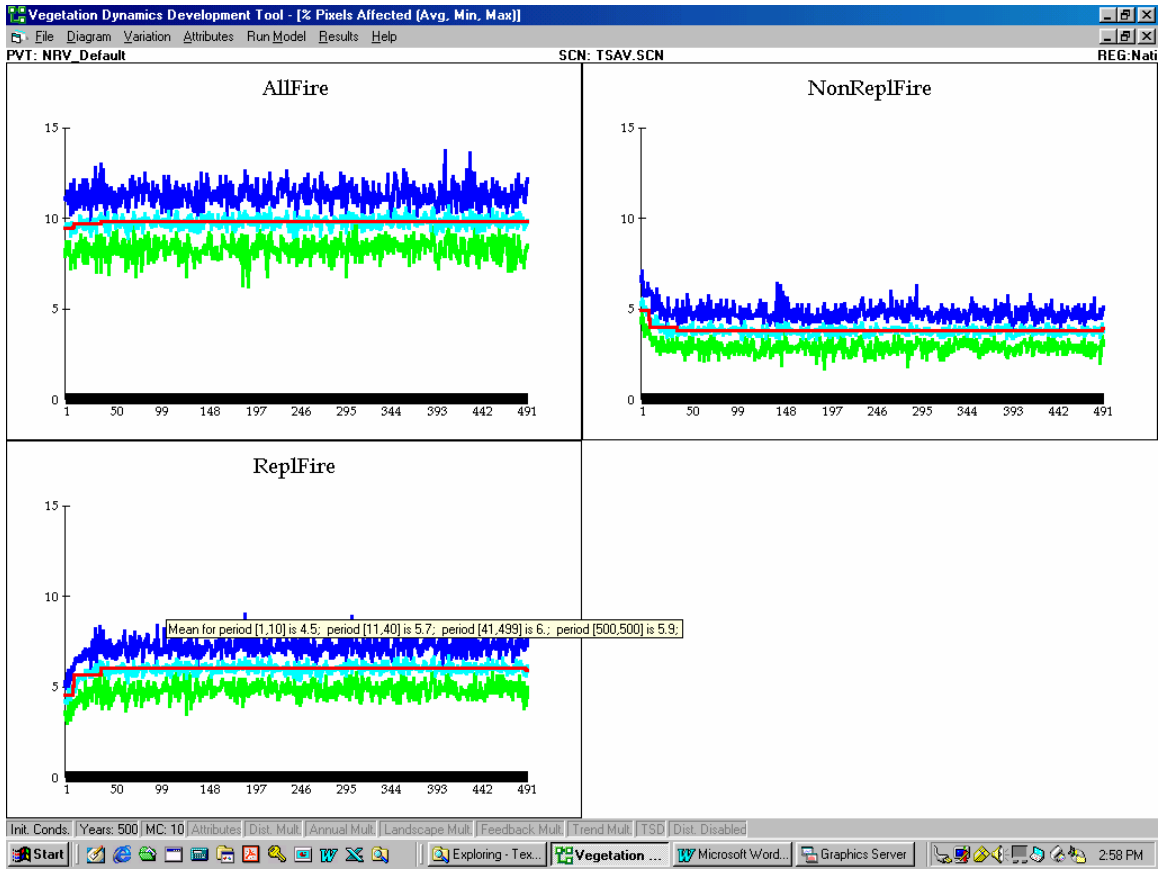 Vegetation Dynamics Development Tool - [% Pixels Affected (Avg, Min, Max)]
File Diagram Variation Attributes Run Model Results Help
PVT: NRV_Default SCN: TSAV.SCN REG:Nati
AllFire
15
10
5
0
1 50 99 148 197 246 295 344 393 442 491
NonReplFire
15
10
5
0
1 50 99 148 197 246 295 344 393 442 491
ReplFire
15
10
Mean for period [1,10] is 4.5; period [11,40] is 5.7; period [41,499] is 6.; period [500,500] is 5.9;
5
0
1 50 99 148 197 246 295 344 393 442 491
Init. Conds. Years: 500 MC: 10 Attributes Dist. Mult. Annual Mult. Landscape Mult. Feedback Mult. Trend Mult. TSD Dist. Disabled
Start Exploring - Tex... Vegetation ... Microsoft Word... Graphics Server 2:58 PM